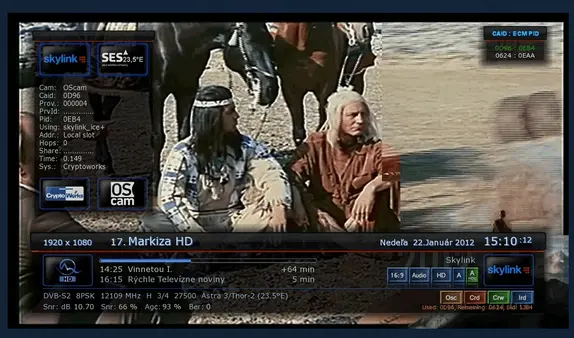 CAID : ECM PID
0D96 : 0EB4
0624 : 0EAA
skylink
SES▲ 23,5°E
Cam: OScam
Caid: 0D96
Prov.: 000004
PrvId: ..............
Pid: 0EB4
Using: skylink_ice+
Addr.: Local slot
Hops: 0
Share: ..............
Time: 0.149
Sys.: Cryptoworks
CryptoWorks
OS cam
1920 x 1080 17. Markiza HD Nedeľa 22.Január 2012 15:10:12
HD
14:25 Vinnetou I. +64 min
16:15 Rýchle Televízne noviny 5 min
Skylink
16:9 Audio HD A
skylink
DVB-S2 8PSK 12109 MHz H 3/4 27500 Astra 3/Thor-2 (23.5°E)
Snr: dB 10.70 Snr: 66 % Agc: 93 % Ber: 0
Osc Crd Crw Ird